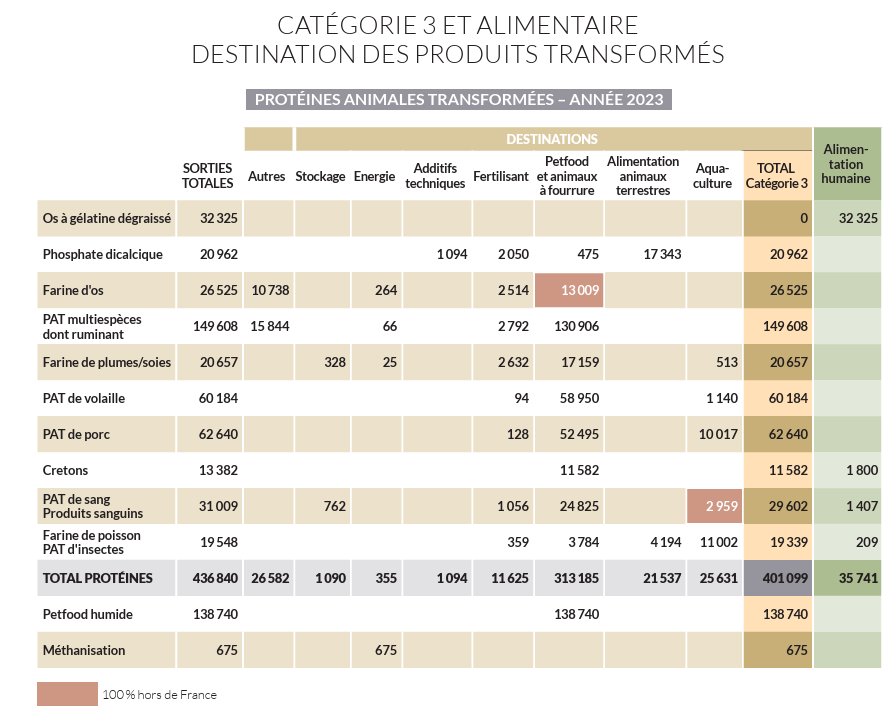 CATÉGORIE 3 ET ALIMENTAIRE
DESTINATION DES PRODUITS TRANSFORMÉS
PROTÉINES ANIMALES TRANSFORMÉES – ANNÉE 2023
DESTINATIONS
SORTIES TOTALES Autres Stockage Energie Additifs techniques Fertilisant Petfood et animaux à fourrure Alimentation animaux terrestres Aqua-culture TOTAL Catégorie 3 Alimen-tation humaine
Os à gélatine dégraissé 32 325 0 32 325
Phosphate dicalcique 20 962 1 094 2 050 475 17 343 20 962
Farine d'os 26 525 10 738 264 2 514 13 009 26 525
PAT multiespèces dont ruminant 149 608 15 844 66 2 792 130 906 149 608
Farine de plumes/soies 20 657 328 25 2 632 17 159 513 20 657
PAT de volaille 60 184 94 58 950 1 140 60 184
PAT de porc 62 640 128 52 495 10 017 62 640
Cretons 13 382 11 582 11 582 1 800
PAT de sang Produits sanguins 31 009 762 1 056 24 825 2 959 29 602 1 407
Farine de poisson PAT d'insectes 19 548 359 3 784 4 194 11 002 19 339 209
TOTAL PROTÉINES 436 840 26 582 1 090 355 1 094 11 625 313 185 21 537 25 631 401 099 35 741
Petfood humide 138 740 138 740 138 740
Méthanisation 675 675 675
100 % hors de France